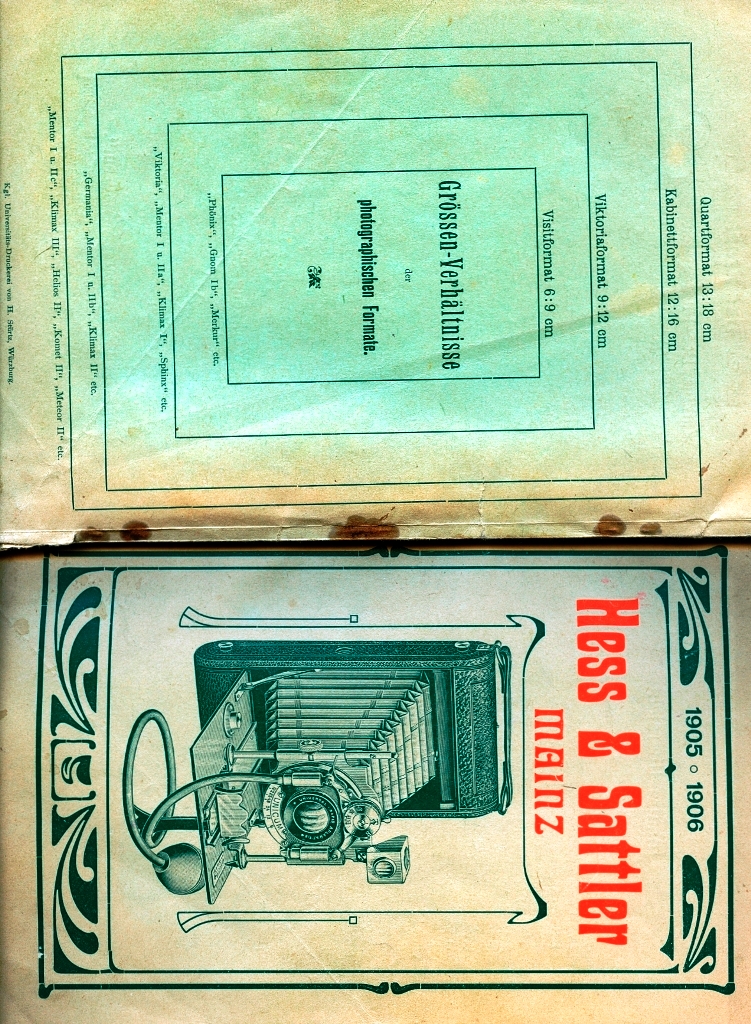 Quartformat 13:18 cm
Kabinettformat 12:16 cm
Viktoriaformat 9:12 cm
Visitformat 6:9 cm
Grössen-Verhältnisse
der
photographischen Formate.
„Phönix“, „Gnom Ib“, „Merkur“ etc.
„Viktoria“, „Mentor I u. IIa“, „Klimax I“, „Sphinx“ etc.
„Germania“, „Mentor I u. IIb“, „Klimax II“ etc.
„Mentor I u. IIc“, „Klimax III“, „Helios II“, „Komet II“, „Meteor II“ etc.
Kgl. Universitäts-Druckerei von H. Stürtz, Würzburg.
1905 ○ 1906
Hess & Sattler
MAINZ